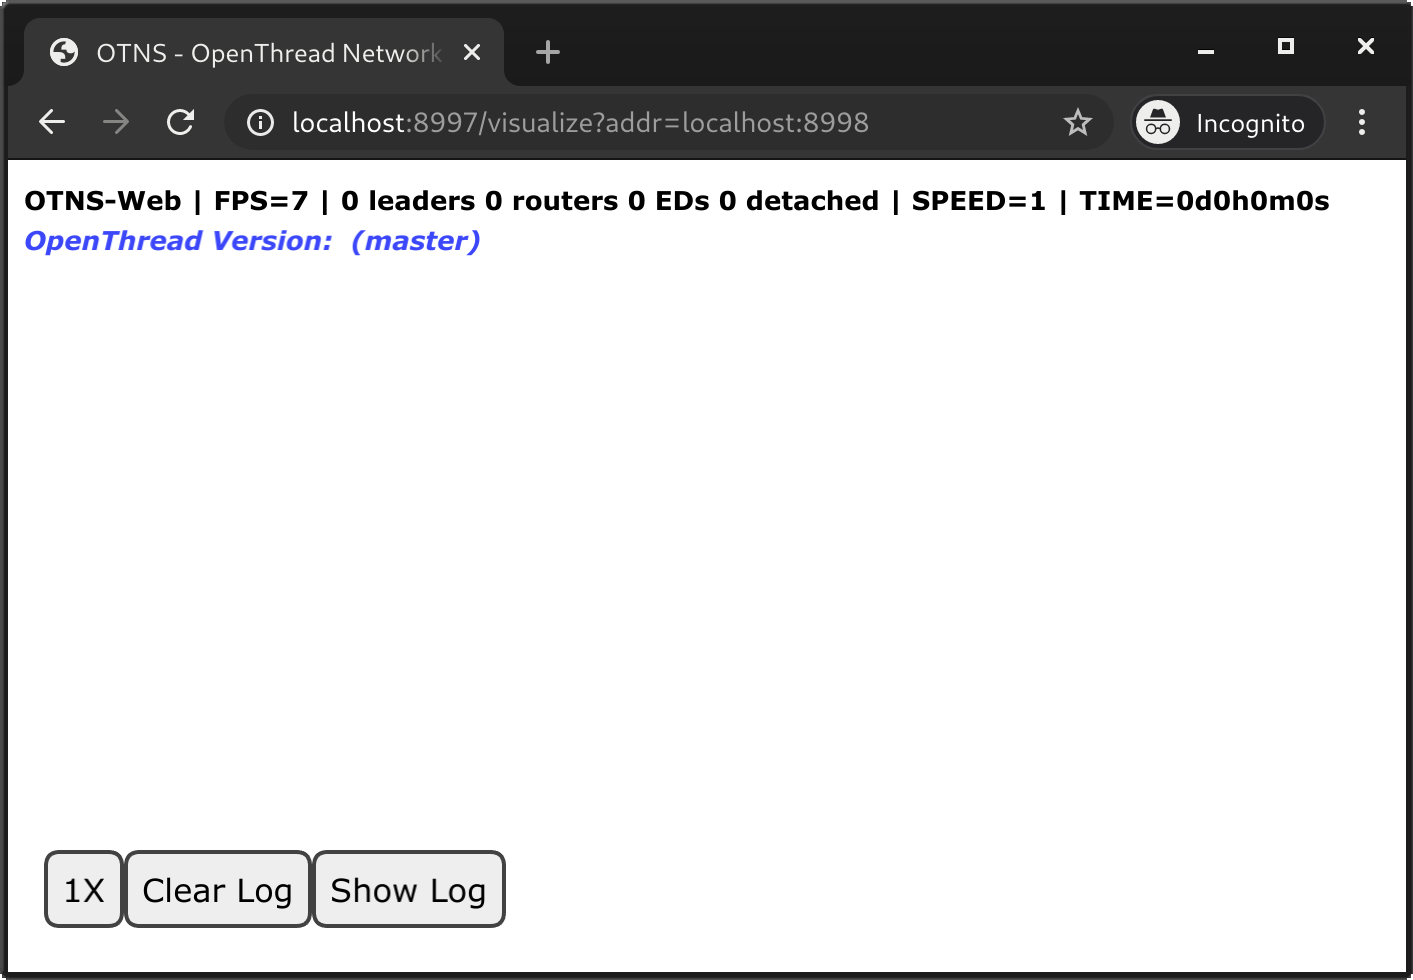 OTNS - OpenThread Network
localhost:8997/visualize?addr=localhost:8998
Incognito
OTNS-Web | FPS=7 | 0 leaders 0 routers 0 EDs 0 detached | SPEED=1 | TIME=0d0h0m0s
OpenThread Version:  (master)
1X Clear Log Show Log